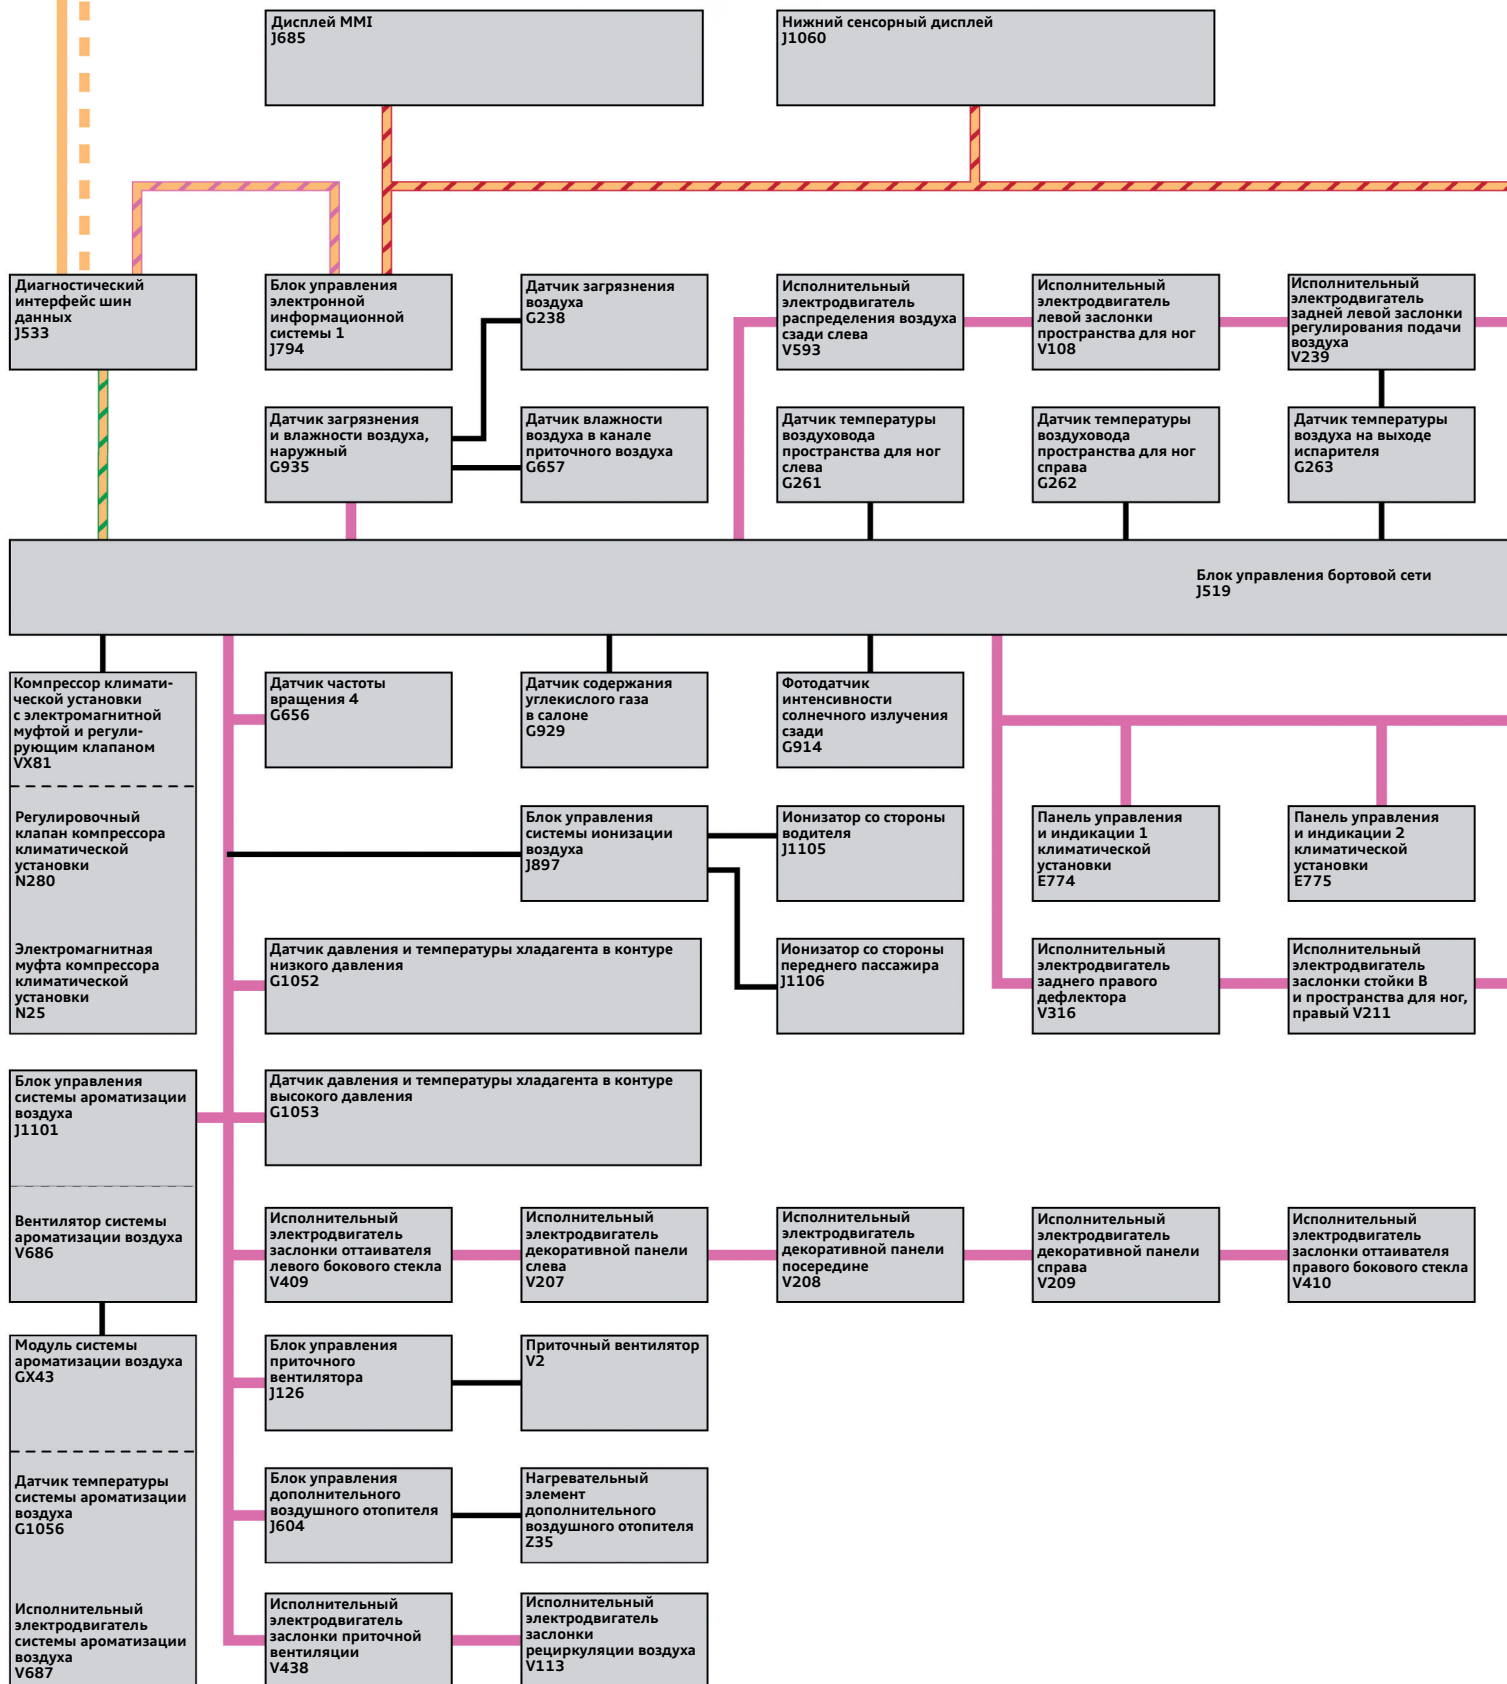 Дисплей MMI
J685
Нижний сенсорный дисплей
J1060
Диагностический
интерфейс шин
данных
J533
Блок управления
электронной
информационной
системы 1
J794
Датчик загрязнения
воздуха
G238
Исполнительный
электродвигатель
распределения воздуха
сзади слева
V593
Исполнительный
электродвигатель
левой заслонки
пространства для ног
V108
Исполнительный
электродвигатель
задней левой заслонки
регулирования подачи
воздуха
V239
Датчик загрязнения
и влажности воздуха,
наружный
G935
Датчик влажности
воздуха в канале
приточного воздуха
G657
Датчик температуры
воздуховода
пространства для ног
слева
G261
Датчик температуры
воздуховода
пространства для ног
справа
G262
Датчик температуры
воздуха на выходе
испарителя
G263
Блок управления бортовой сети
J519
Компрессор климати-
ческой установки
с электромагнитной
муфтой и регули-
рующим клапаном
VX81
Датчик частоты
вращения 4
G656
Датчик содержания
углекислого газа
в салоне
G929
Фотодатчик
интенсивности
солнечного излучения
сзади
G914
Регулировочный
клапан компрессора
климатической
установки
N280
Блок управления
системы ионизации
воздуха
J897
Ионизатор со стороны
водителя
J1105
Панель управления
и индикации 1
климатической
установки
E774
Панель управления
и индикации 2
климатической
установки
E775
Электромагнитная
муфта компрессора
климатической
установки
N25
Датчик давления и температуры хладагента в контуре
низкого давления
G1052
Ионизатор со стороны
переднего пассажира
J1106
Исполнительный
электродвигатель
заднего правого
дефлектора
V316
Исполнительный
электродвигатель
заслонки стойки B
и пространства для ног,
правый V211
Блок управления
системы ароматизации
воздуха
J1101
Датчик давления и температуры хладагента в контуре
высокого давления
G1053
Вентилятор системы
ароматизации воздуха
V686
Исполнительный
электродвигатель
заслонки оттаивателя
левого бокового стекла
V409
Исполнительный
электродвигатель
декоративной панели
слева
V207
Исполнительный
электродвигатель
декоративной панели
посередине
V208
Исполнительный
электродвигатель
декоративной панели
справа
V209
Исполнительный
электродвигатель
заслонки оттаивателя
правого бокового стекла
V410
Модуль системы
ароматизации воздуха
GX43
Блок управления
приточного
вентилятора
J126
Приточный вентилятор
V2
Датчик температуры
системы ароматизации
воздуха
G1056
Блок управления
дополнительного
воздушного отопителя
J604
Нагревательный
элемент
дополнительного
воздушного отопителя
Z35
Исполнительный
электродвигатель
системы ароматизации
воздуха
V687
Исполнительный
электродвигатель
заслонки приточной
вентиляции
V438
Исполнительный
электродвигатель
заслонки
рециркуляции воздуха
V113